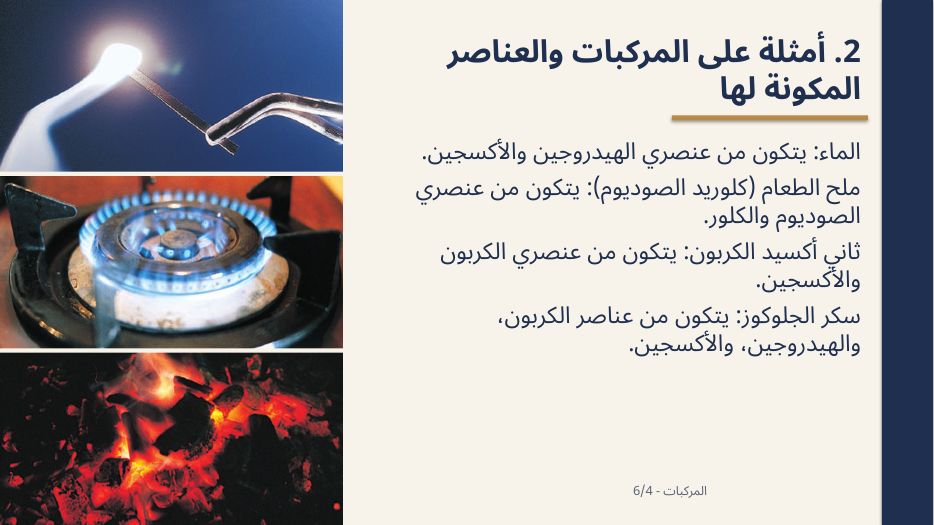 2. أمثلة على المركبات والعناصر
المكونة لها
الماء: يتكون من عنصري الهيدروجين والأكسجين.
ملح الطعام (كلوريد الصوديوم): يتكون من عنصري
الصوديوم والكلور.
ثاني أكسيد الكربون: يتكون من عنصري الكربون
والأكسجين.
سكر الجلوكوز: يتكون من عناصر الكربون،
والهيدروجين، والأكسجين.
المركبات - 6/4